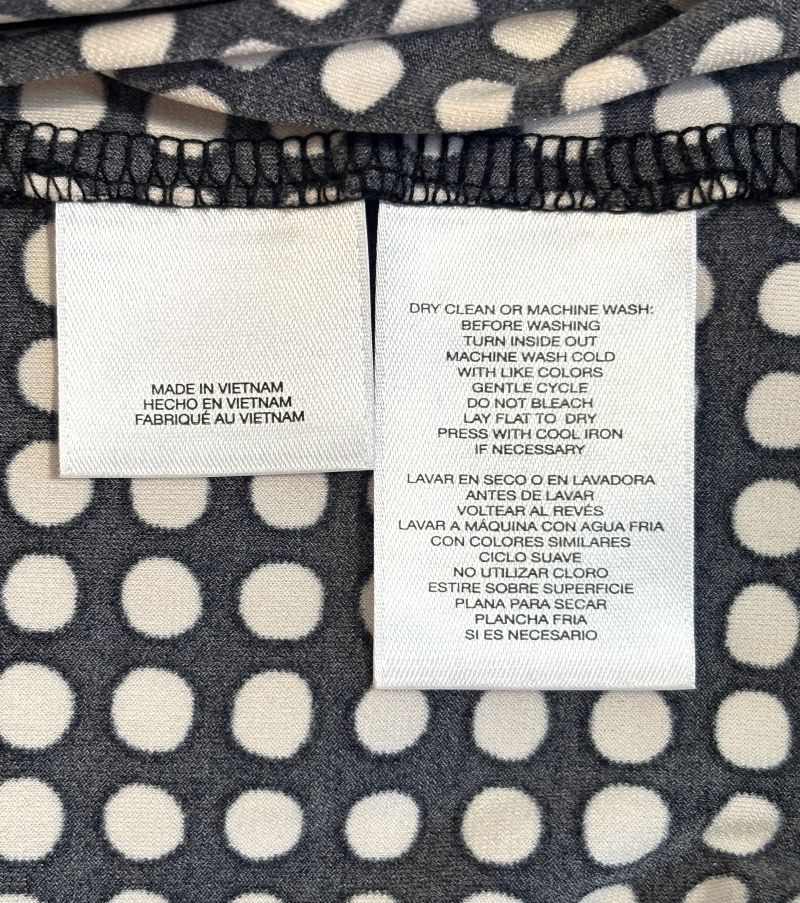 MADE IN VIETNAM
HECHO EN VIETNAM
FABRIQUÉ AU VIETNAM
DRY CLEAN OR MACHINE WASH:
BEFORE WASHING
TURN INSIDE OUT
MACHINE WASH COLD
WITH LIKE COLORS
GENTLE CYCLE
DO NOT BLEACH
LAY FLAT TO DRY
PRESS WITH COOL IRON
IF NECESSARY
LAVAR EN SECO O EN LAVADORA
ANTES DE LAVAR
VOLTEAR AL REVÉS
LAVAR A MÁQUINA CON AGUA FRIA
CON COLORES SIMILARES
CICLO SUAVE
NO UTILIZAR CLORO
ESTIRE SOBRE SUPERFICIE
PLANA PARA SECAR
PLANCHA FRIA
SI ES NECESARIO